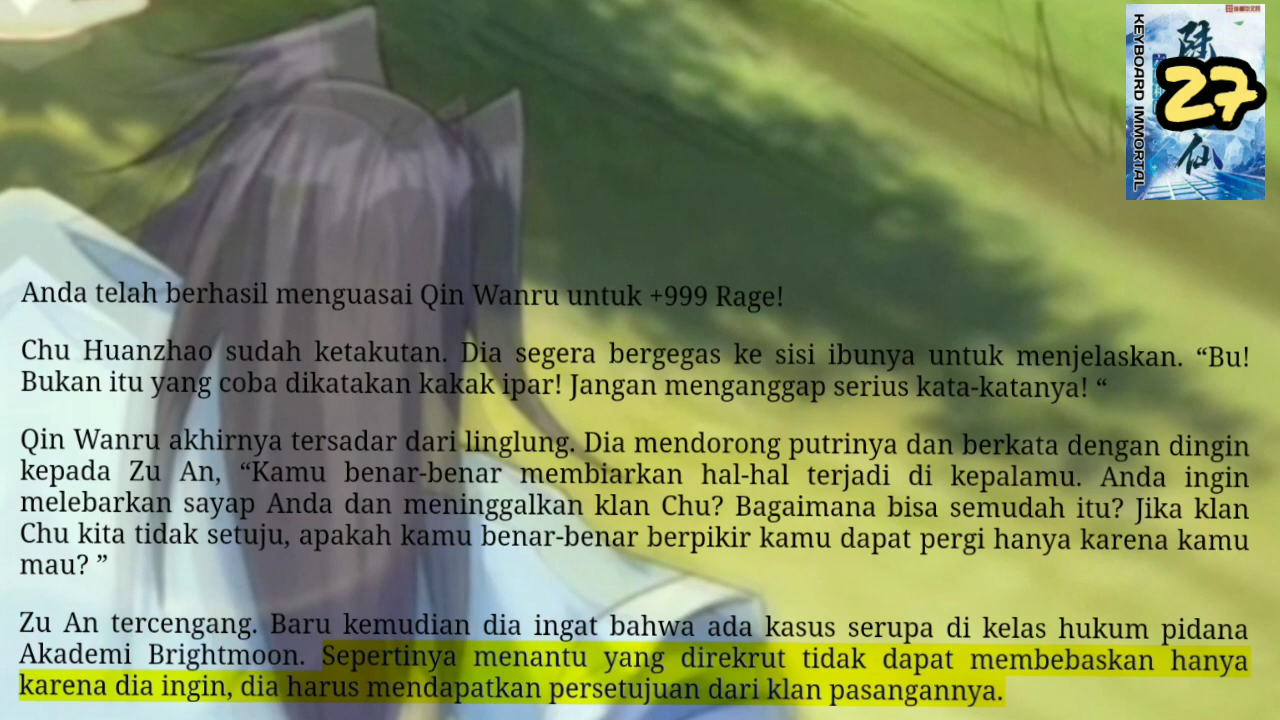 KEYBOARD IMMORTAL
陆
27
仙
Anda telah berhasil menguasai Qin Wanru untuk +999 Rage!
Chu Huanzhao sudah ketakutan. Dia segera bergegas ke sisi ibunya untuk menjelaskan. “Bu!
Bukan itu yang coba dikatakan kakak ipar! Jangan menganggap serius kata-katanya! “
Qin Wanru akhirnya tersadar dari linglung. Dia mendorong putrinya dan berkata dengan dingin
kepada Zu An, “Kamu benar-benar membiarkan hal-hal terjadi di kepalamu. Anda ingin
melebarkan sayap Anda dan meninggalkan klan Chu? Bagaimana bisa semudah itu? Jika klan
Chu kita tidak setuju, apakah kamu benar-benar berpikir kamu dapat pergi hanya karena kamu
mau? ”
Zu An tercengang. Baru kemudian dia ingat bahwa ada kasus serupa di kelas hukum pidana
Akademi Brightmoon. Sepertinya menantu yang direkrut tidak dapat membebaskan hanya
karena dia ingin, dia harus mendapatkan persetujuan dari klan pasangannya.